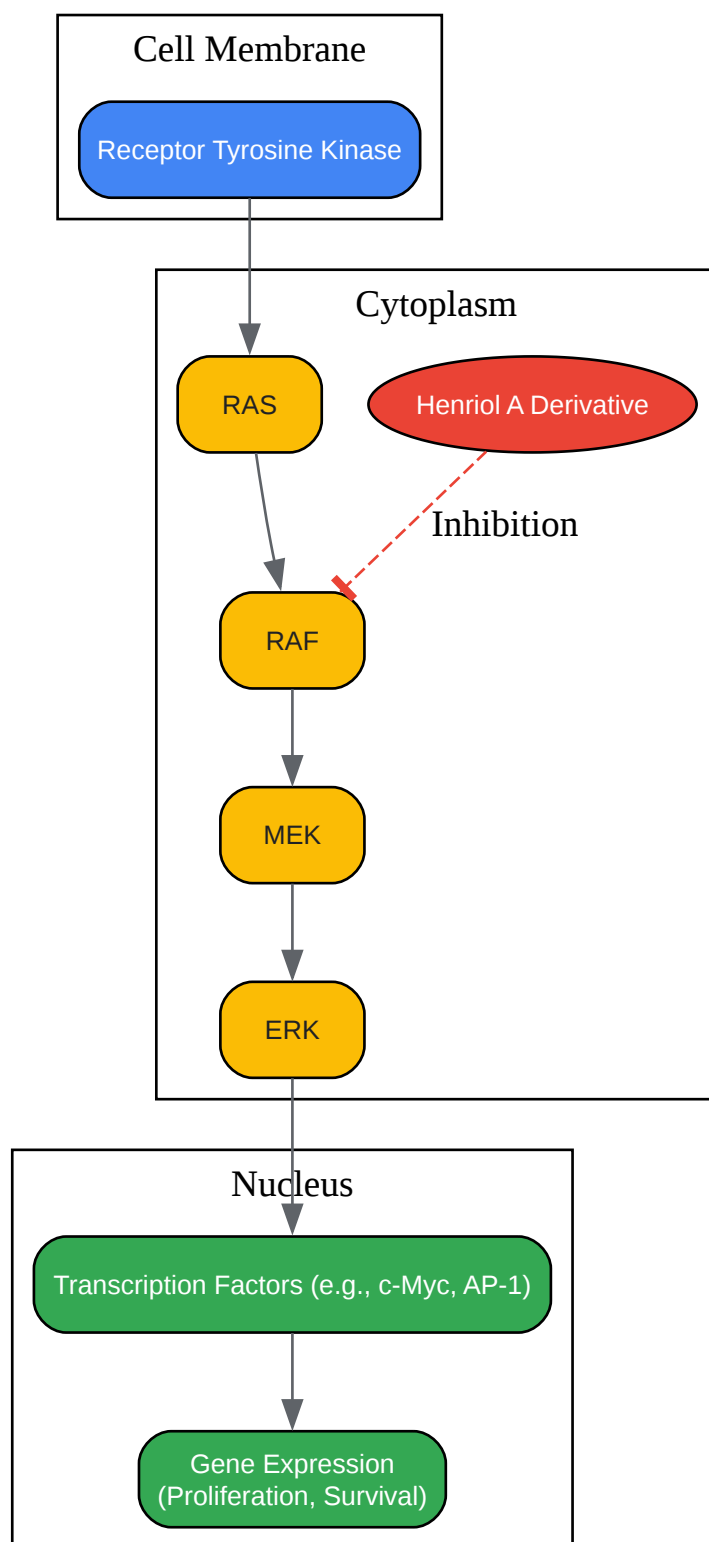 Cell Membrane
Receptor Tyrosine Kinase
Cytoplasm
RAS
Henriol A Derivative
Inhibition
RAF
MEK
ERK
Nucleus
Transcription Factors (e.g., c-Myc, AP-1)
Gene Expression
(Proliferation, Survival)